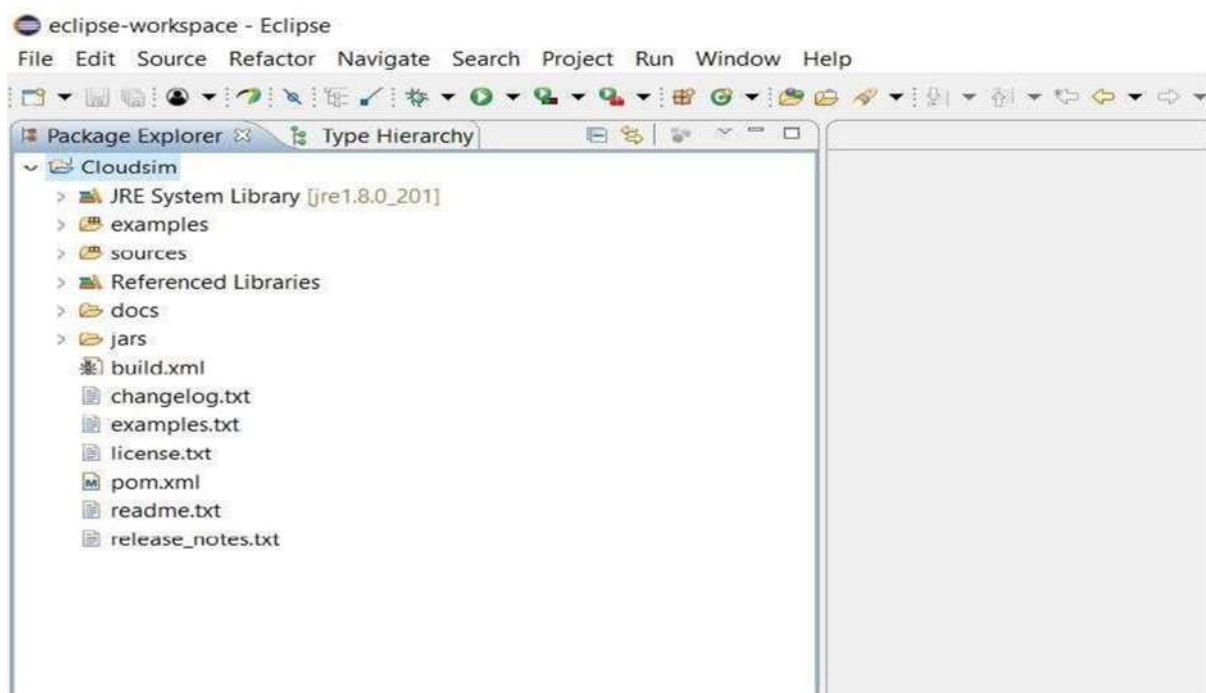 eclipse-workspace - Eclipse
File Edit Source Refactor Navigate Search Project Run Window Help
Package Explorer Type Hierarchy
Cloudsim
JRE System Library [jre1.8.0_201]
examples
sources
Referenced Libraries
docs
jars
build.xml
changelog.txt
examples.txt
license.txt
pom.xml
readme.txt
release_notes.txt